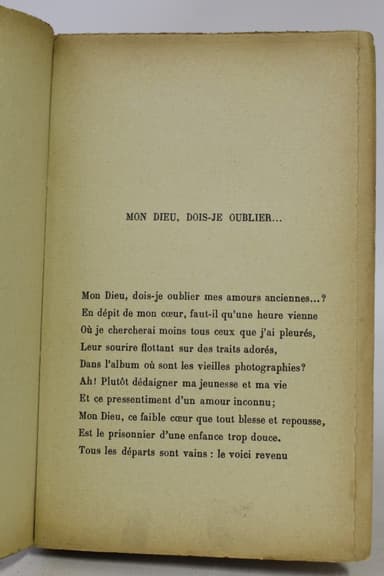 MON DIEU, DOIS-JE OUBLIER...
Mon Dieu, dois-je oublier mes amours anciennes...?
En dépit de mon cœur, faut-il qu'une heure vienne
Où je chercherai moins tous ceux que j'ai pleurés,
Leur sourire flottant sur des traits adorés,
Dans l'album où sont les vieilles photographies?
Ah! Plutôt dédaigner ma jeunesse et ma vie
Et ce pressentiment d'un amour inconnu;
Mon Dieu, ce faible cœur que tout blesse et repousse,
Est le prisonnier d'une enfance trop douce.
Tous les départs sont vains : le voici revenu